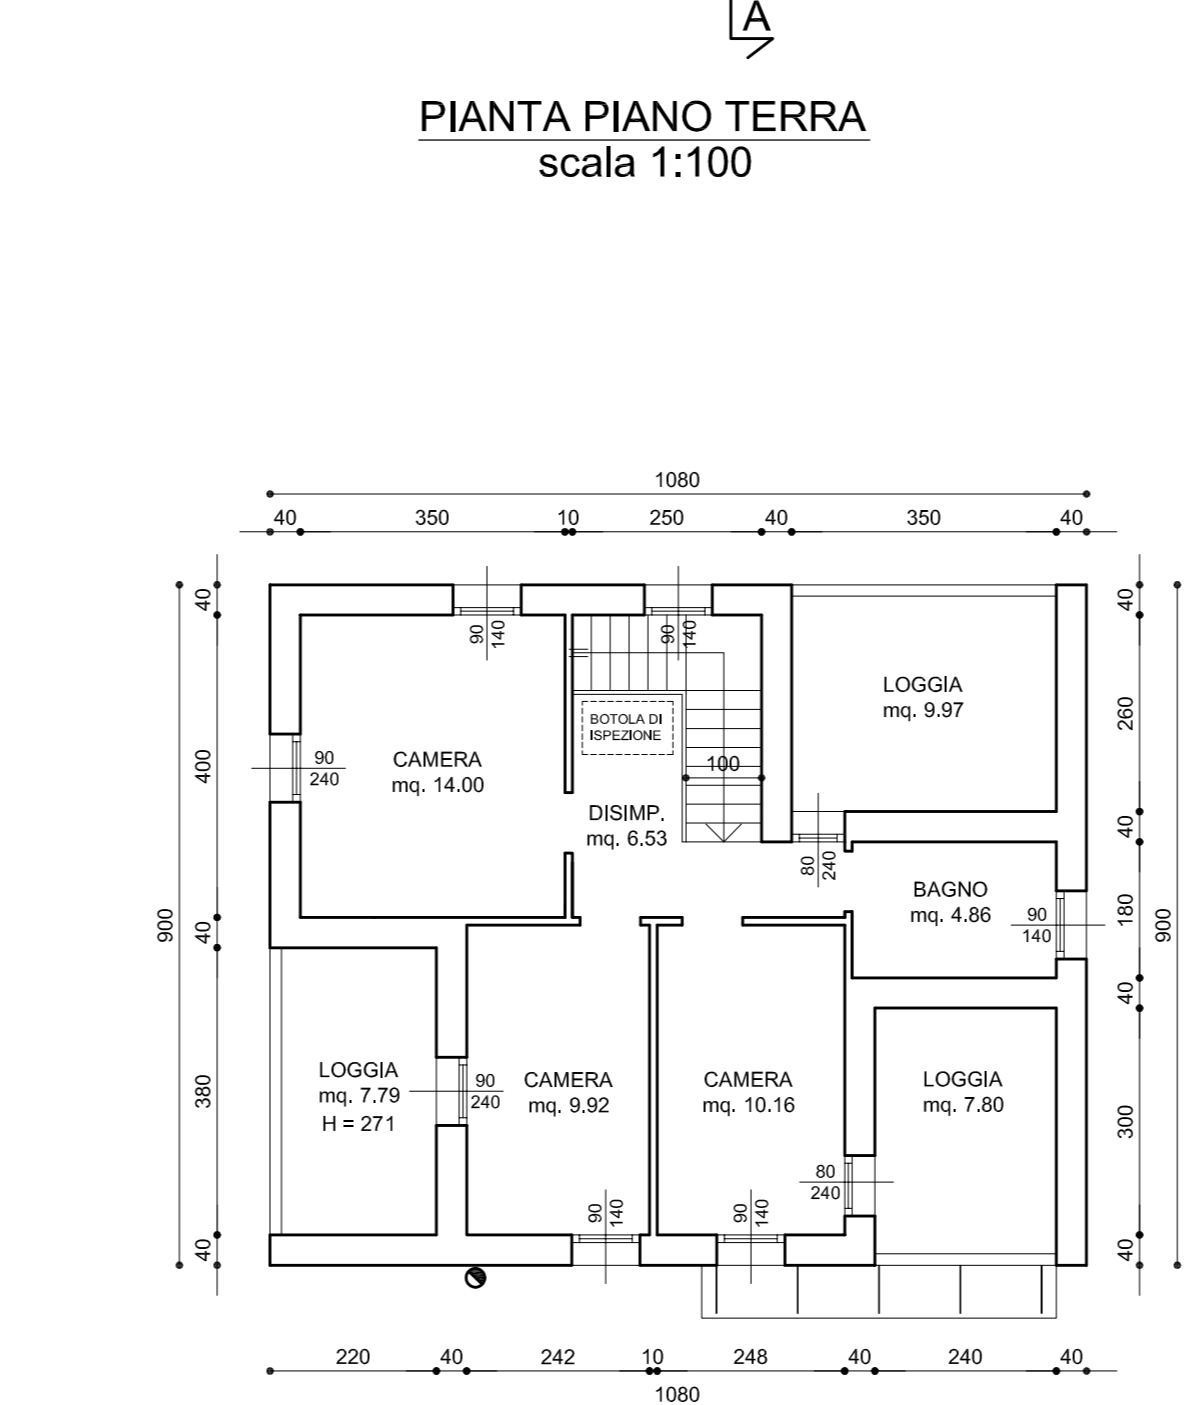 A
PIANTA PIANO TERRA
scala 1:100
1080
40 350 10 250 40 350 40
40
90 140
90 140
40
LOGGIA
mq. 9.97
260
BOTOLA DI
ISPEZIONE
90
240
CAMERA
mq. 14.00
400
100
DISIMP.
mq. 6.53
80 240
40
BAGNO
mq. 4.86
90
140
180
900
40
900
40
LOGGIA
mq. 7.79
H = 271
90
240
CAMERA
mq. 9.92
CAMERA
mq. 10.16
LOGGIA
mq. 7.80
380
300
80
240
90 140
90 140
40
40
220 40 242 10 248 40 240 40
1080